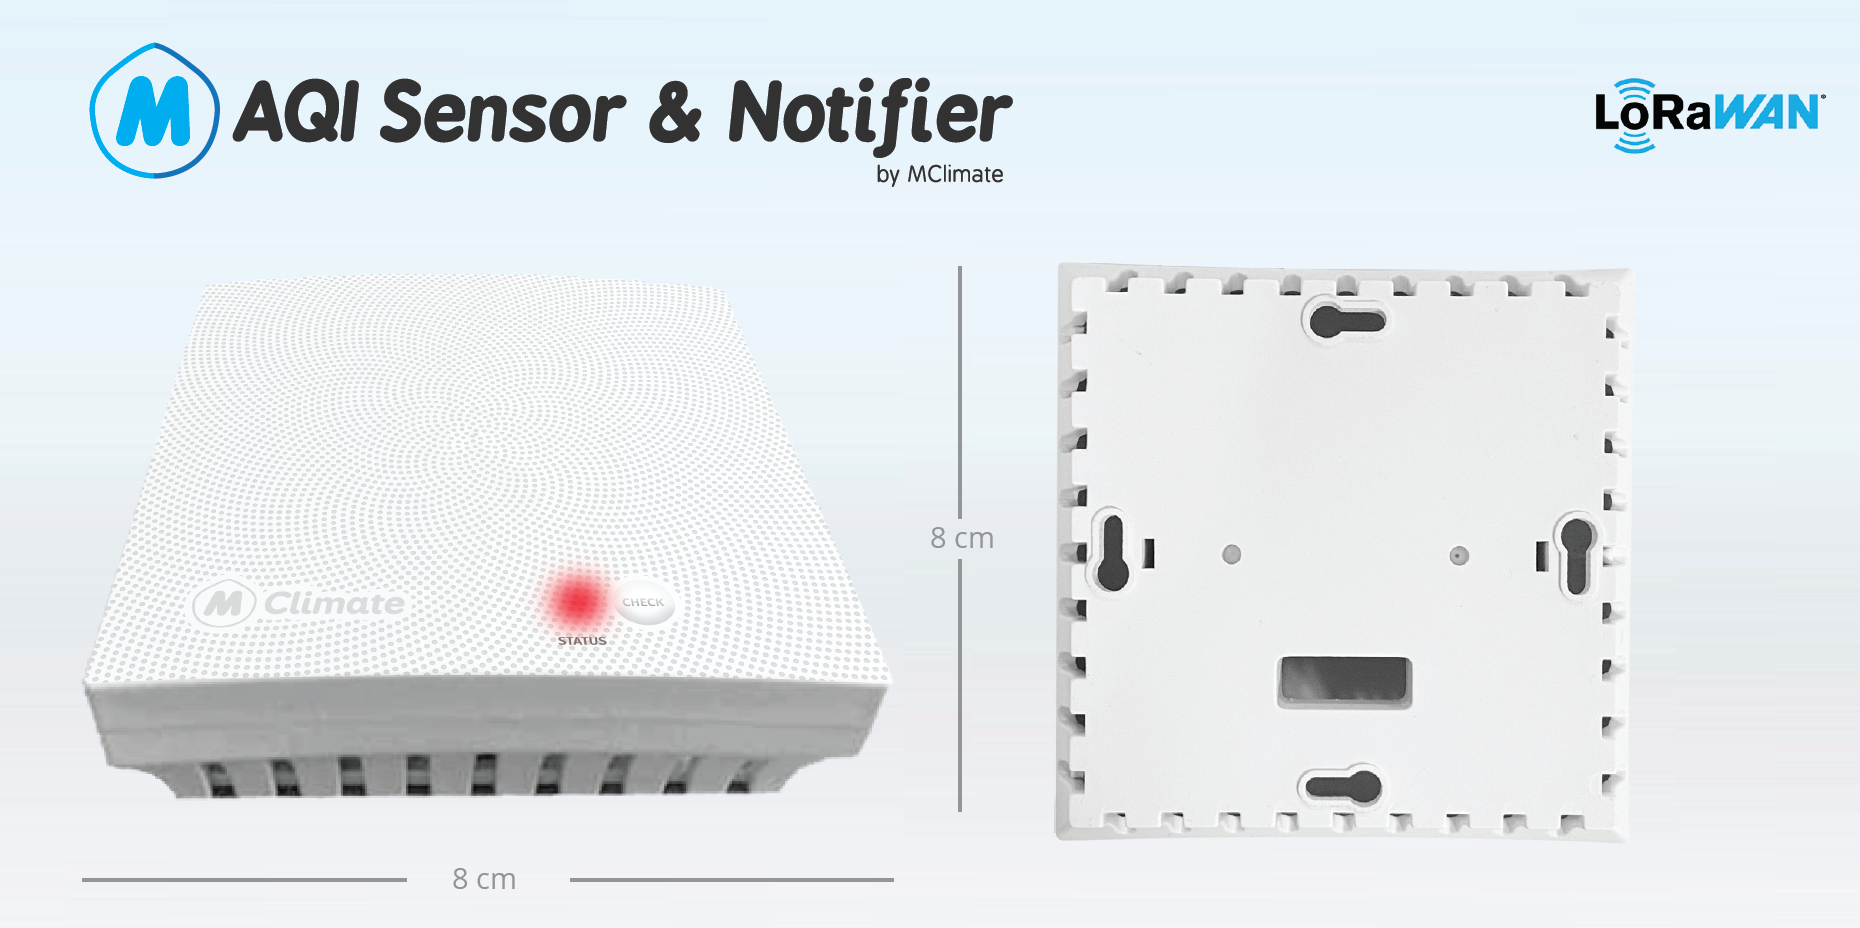 M AQI Sensor & Notifier
by MClimate
LoRaWAN®
8 cm
M Climate
CHECK
STATUS
8 cm